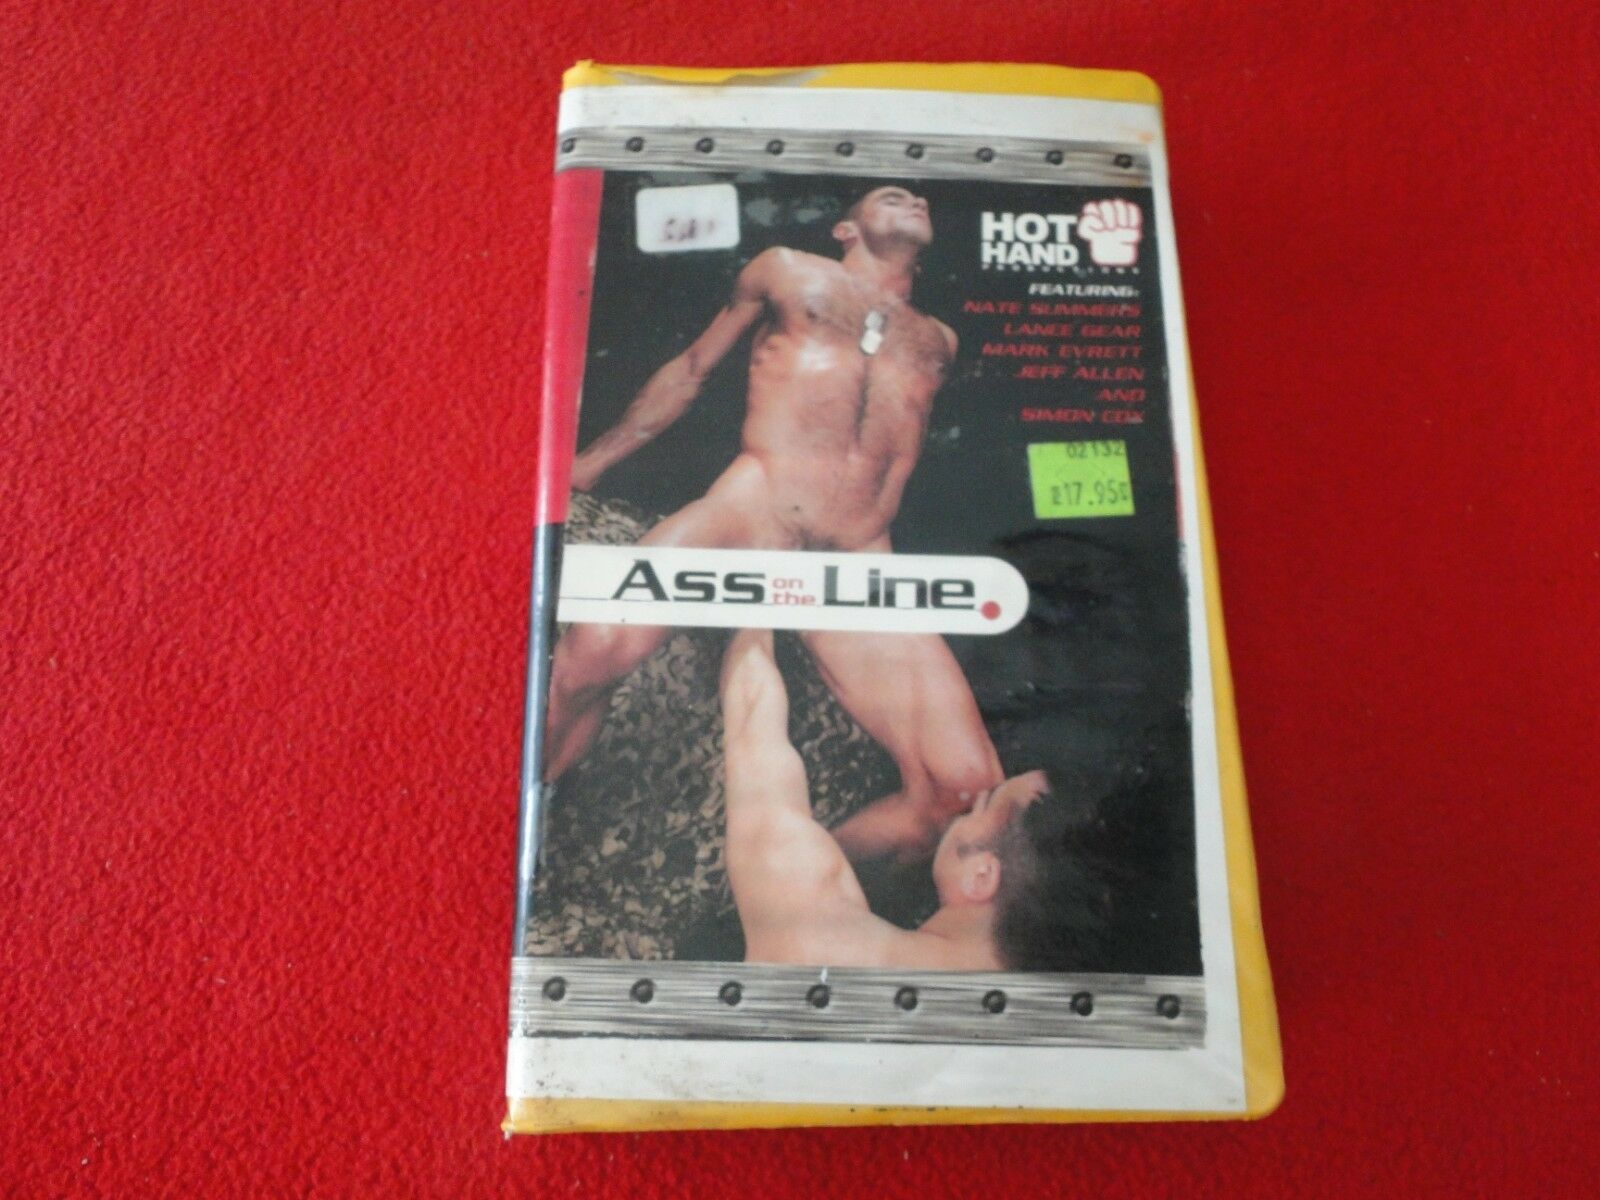 HOT
HAND
PRODUCTIONS
FEATURING:
NATE SUMMERS
LANCE GEAR
MARK EVRETT
JEFF ALLEN
AND
SIMON COX
02132
17.95
Ass on the Line.